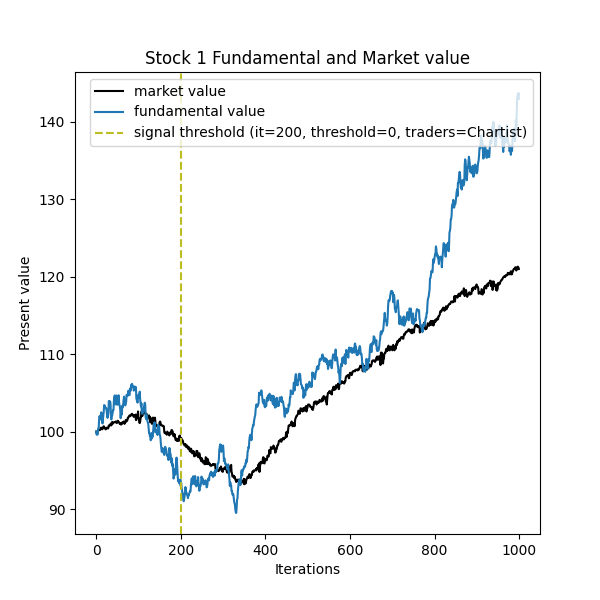 Stock 1 Fundamental and Market value
market value
fundamental value
signal threshold (it=200, threshold=0, traders=Chartist)
140
130
120
110
100
90
Present value
0 200 400 600 800 1000
Iterations